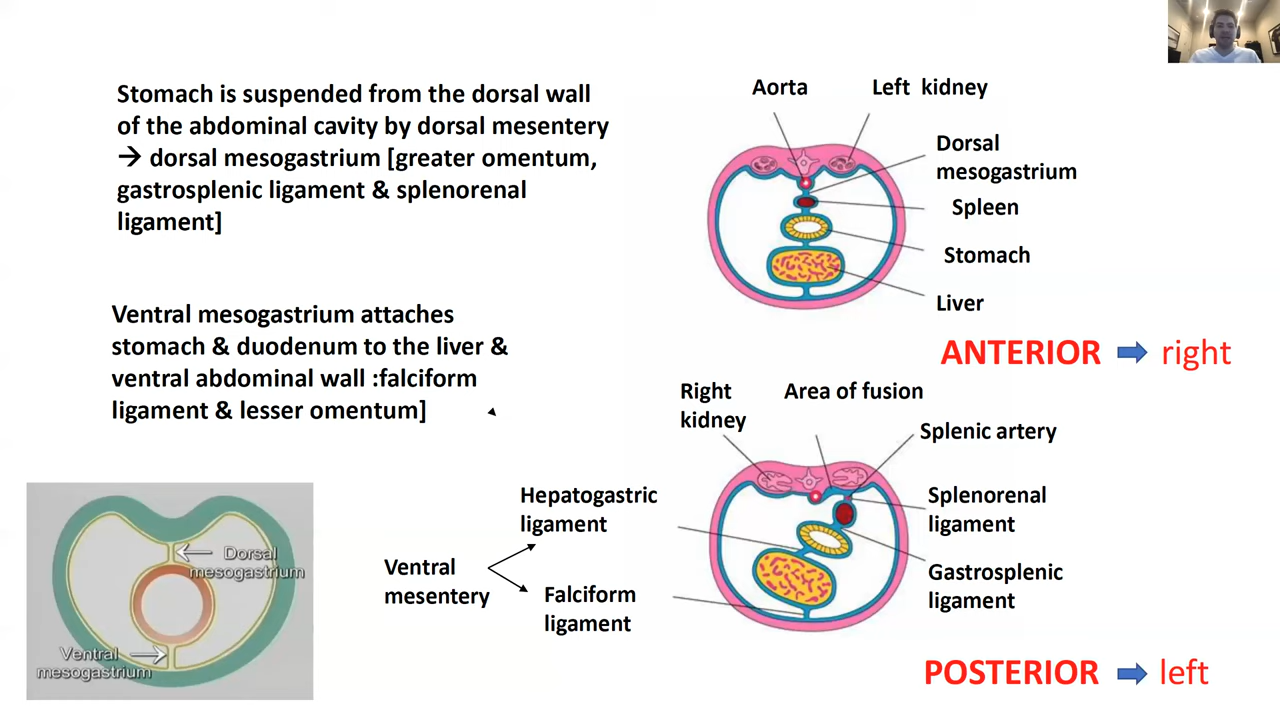 Stomach is suspended from the dorsal wall
of the abdominal cavity by dorsal mesentery
→ dorsal mesogastrium [greater omentum,
gastrosplenic ligament & splenorenal
ligament]
Ventral mesogastrium attaches
stomach & duodenum to the liver &
ventral abdominal wall :falciform
ligament & lesser omentum]
Dorsal
mesogastrium
Ventral
mesogastrium
Ventral
mesentery
Hepatogastric
ligament
Falciform
ligament
Aorta
Left kidney
Dorsal
mesogastrium
Spleen
Stomach
Liver
ANTERIOR right
Right
kidney
Area of fusion
Splenic artery
Splenorenal
ligament
Gastrosplenic
ligament
POSTERIOR left